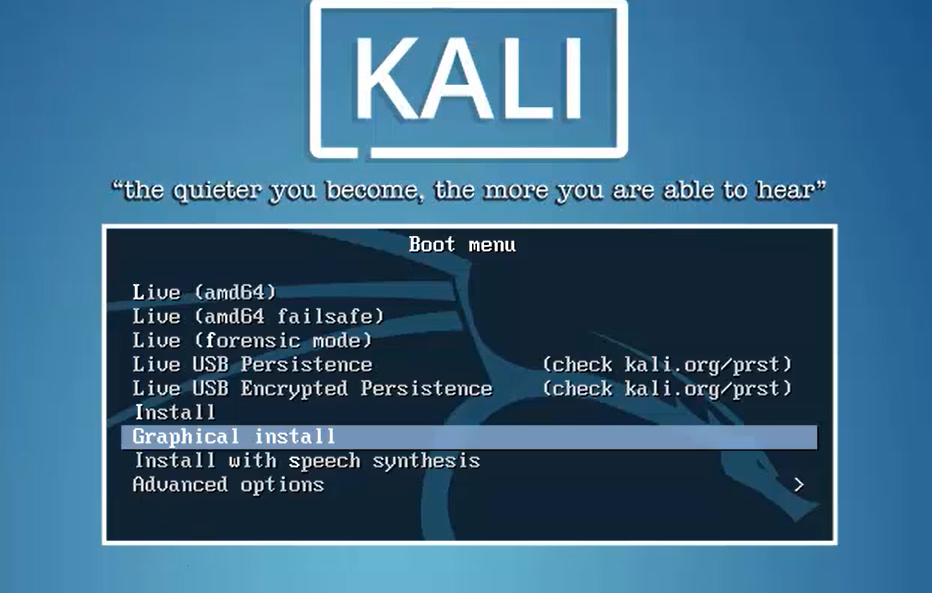 KALI
“the quieter you become, the more you are able to hear”
Boot menu
Live (amd64)
Live (amd64 failsafe)
Live (forensic mode)
Live USB Persistence (check kali.org/prst)
Live USB Encrypted Persistence (check kali.org/prst)
Install
Graphical install
Install with speech synthesis
Advanced options >